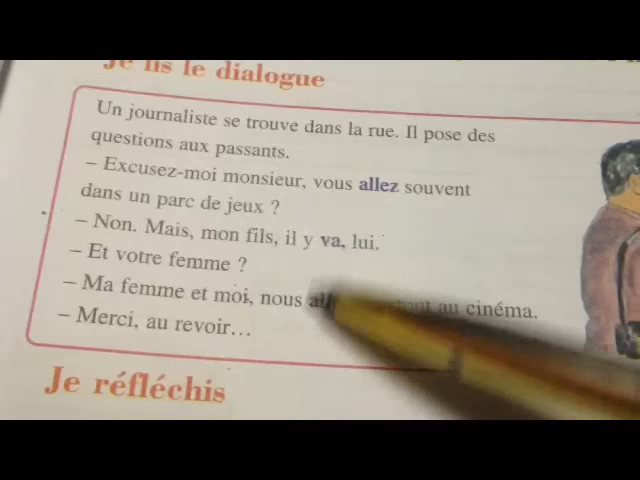 Je lis le dialogue
Un journaliste se trouve dans la rue. Il pose des
questions aux passants.
– Excusez-moi monsieur, vous allez souvent
dans un parc de jeux ?
– Non. Mais, mon fils, il y va, lui.
– Et votre femme ?
– Ma femme et moi, nous au cinéma.
– Merci, au revoir...
Je réfléchis